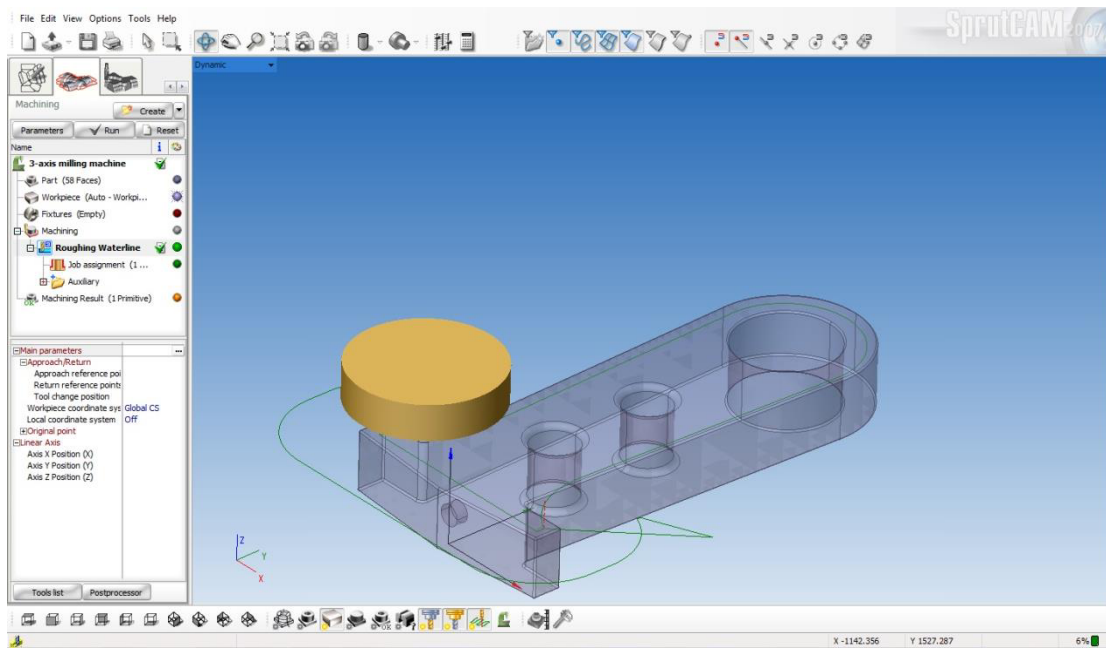 File Edit View Options Tools Help
SprutCAM2007
Dynamic
Machining
Create
Parameters Run Reset
Name
3-axis milling machine
Part (58 Faces)
Workpiece (Auto - Workpi...
Fixtures (Empty)
Machining
Roughing Waterline
Job assignment (1 ...
Auxiliary
Machining Result (1 Primitive)
Main parameters
Approach/Return
Approach reference poi
Return reference points
Tool change position
Workpiece coordinate sys Global CS
Local coordinate system Off
Original point
Linear Axis
Axis X Position (X)
Axis Y Position (Y)
Axis Z Position (Z)
Z
Y
X
Tools list Postprocessor
OK
X -1142.356 Y 1527.287 6%